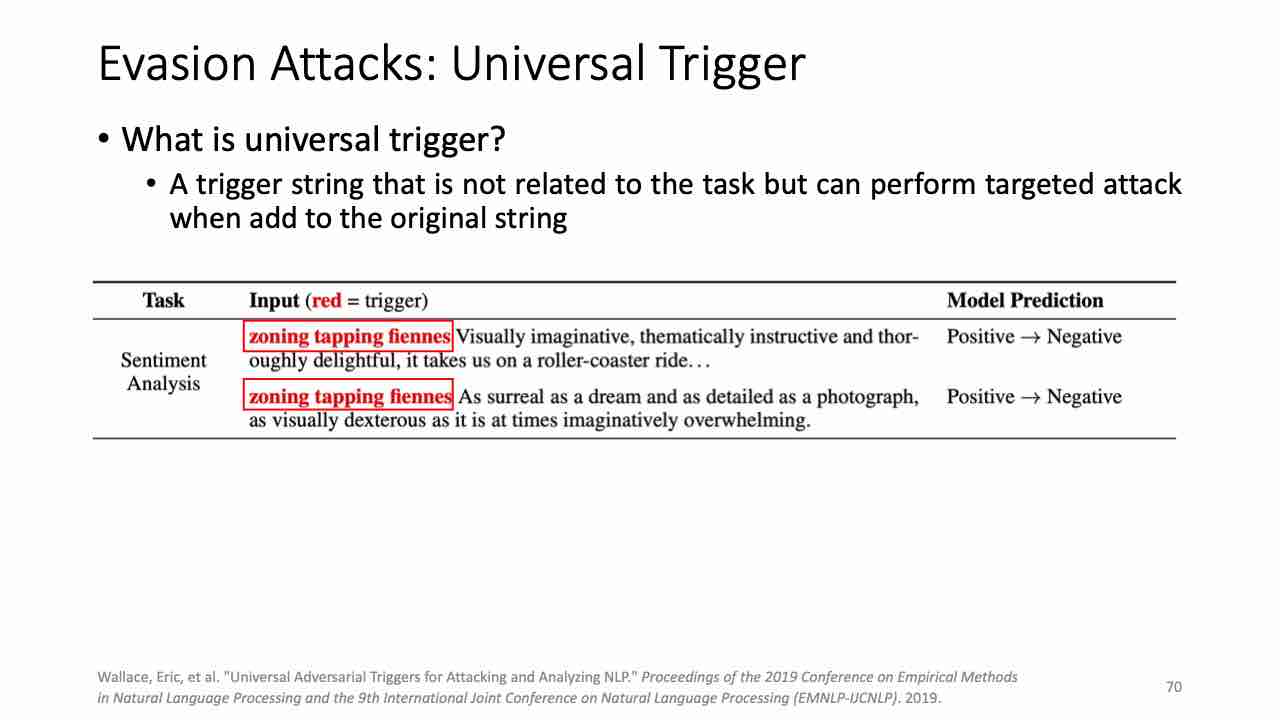 Evasion Attacks: Universal Trigger
• What is universal trigger?
• A trigger string that is not related to the task but can perform targeted attack
when add to the original string
Task Input (red = trigger) Model Prediction
zoning tapping fiennes Visually imaginative, thematically instructive and thor- Positive → Negative
oughly delightful, it takes us on a roller-coaster ride...
Sentiment
Analysis
zoning tapping fiennes As surreal as a dream and as detailed as a photograph, Positive → Negative
as visually dexterous as it is at times imaginatively overwhelming.
Wallace, Eric, et al. "Universal Adversarial Triggers for Attacking and Analyzing NLP." Proceedings of the 2019 Conference on Empirical Methods
in Natural Language Processing and the 9th International Joint Conference on Natural Language Processing (EMNLP-IJCNLP). 2019.
70